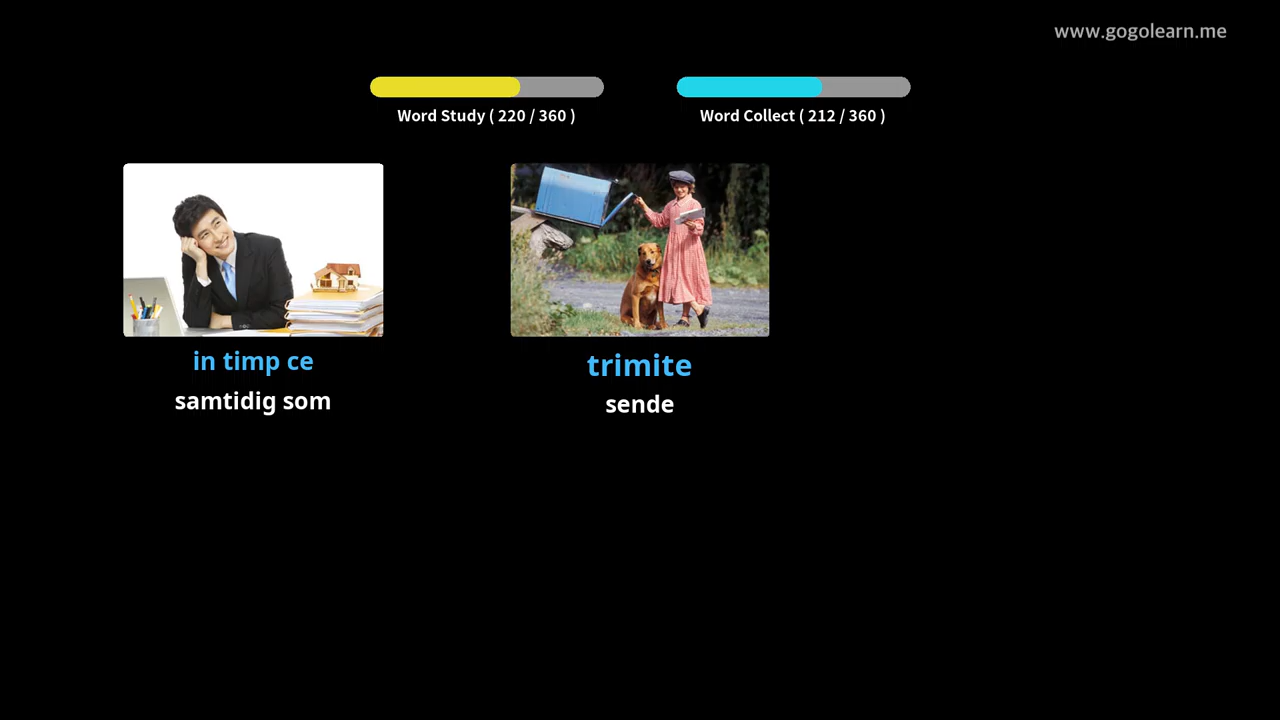 www.gogolearn.me
Word Study ( 220 / 360 )
Word Collect ( 212 / 360 )
in timp ce
samtidig som
trimite
sende